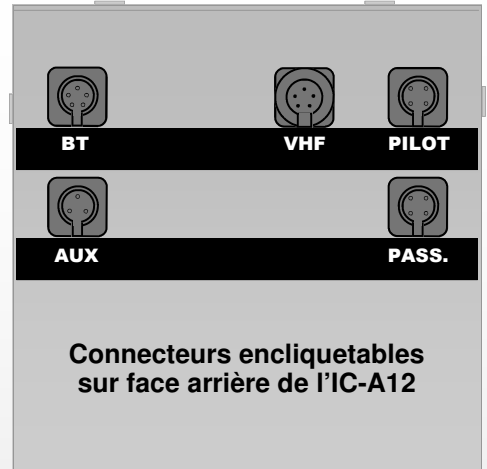 BT VHF PILOT
AUX PASS.
Connecteurs encliquetables
sur face arrière de l'IC-A12